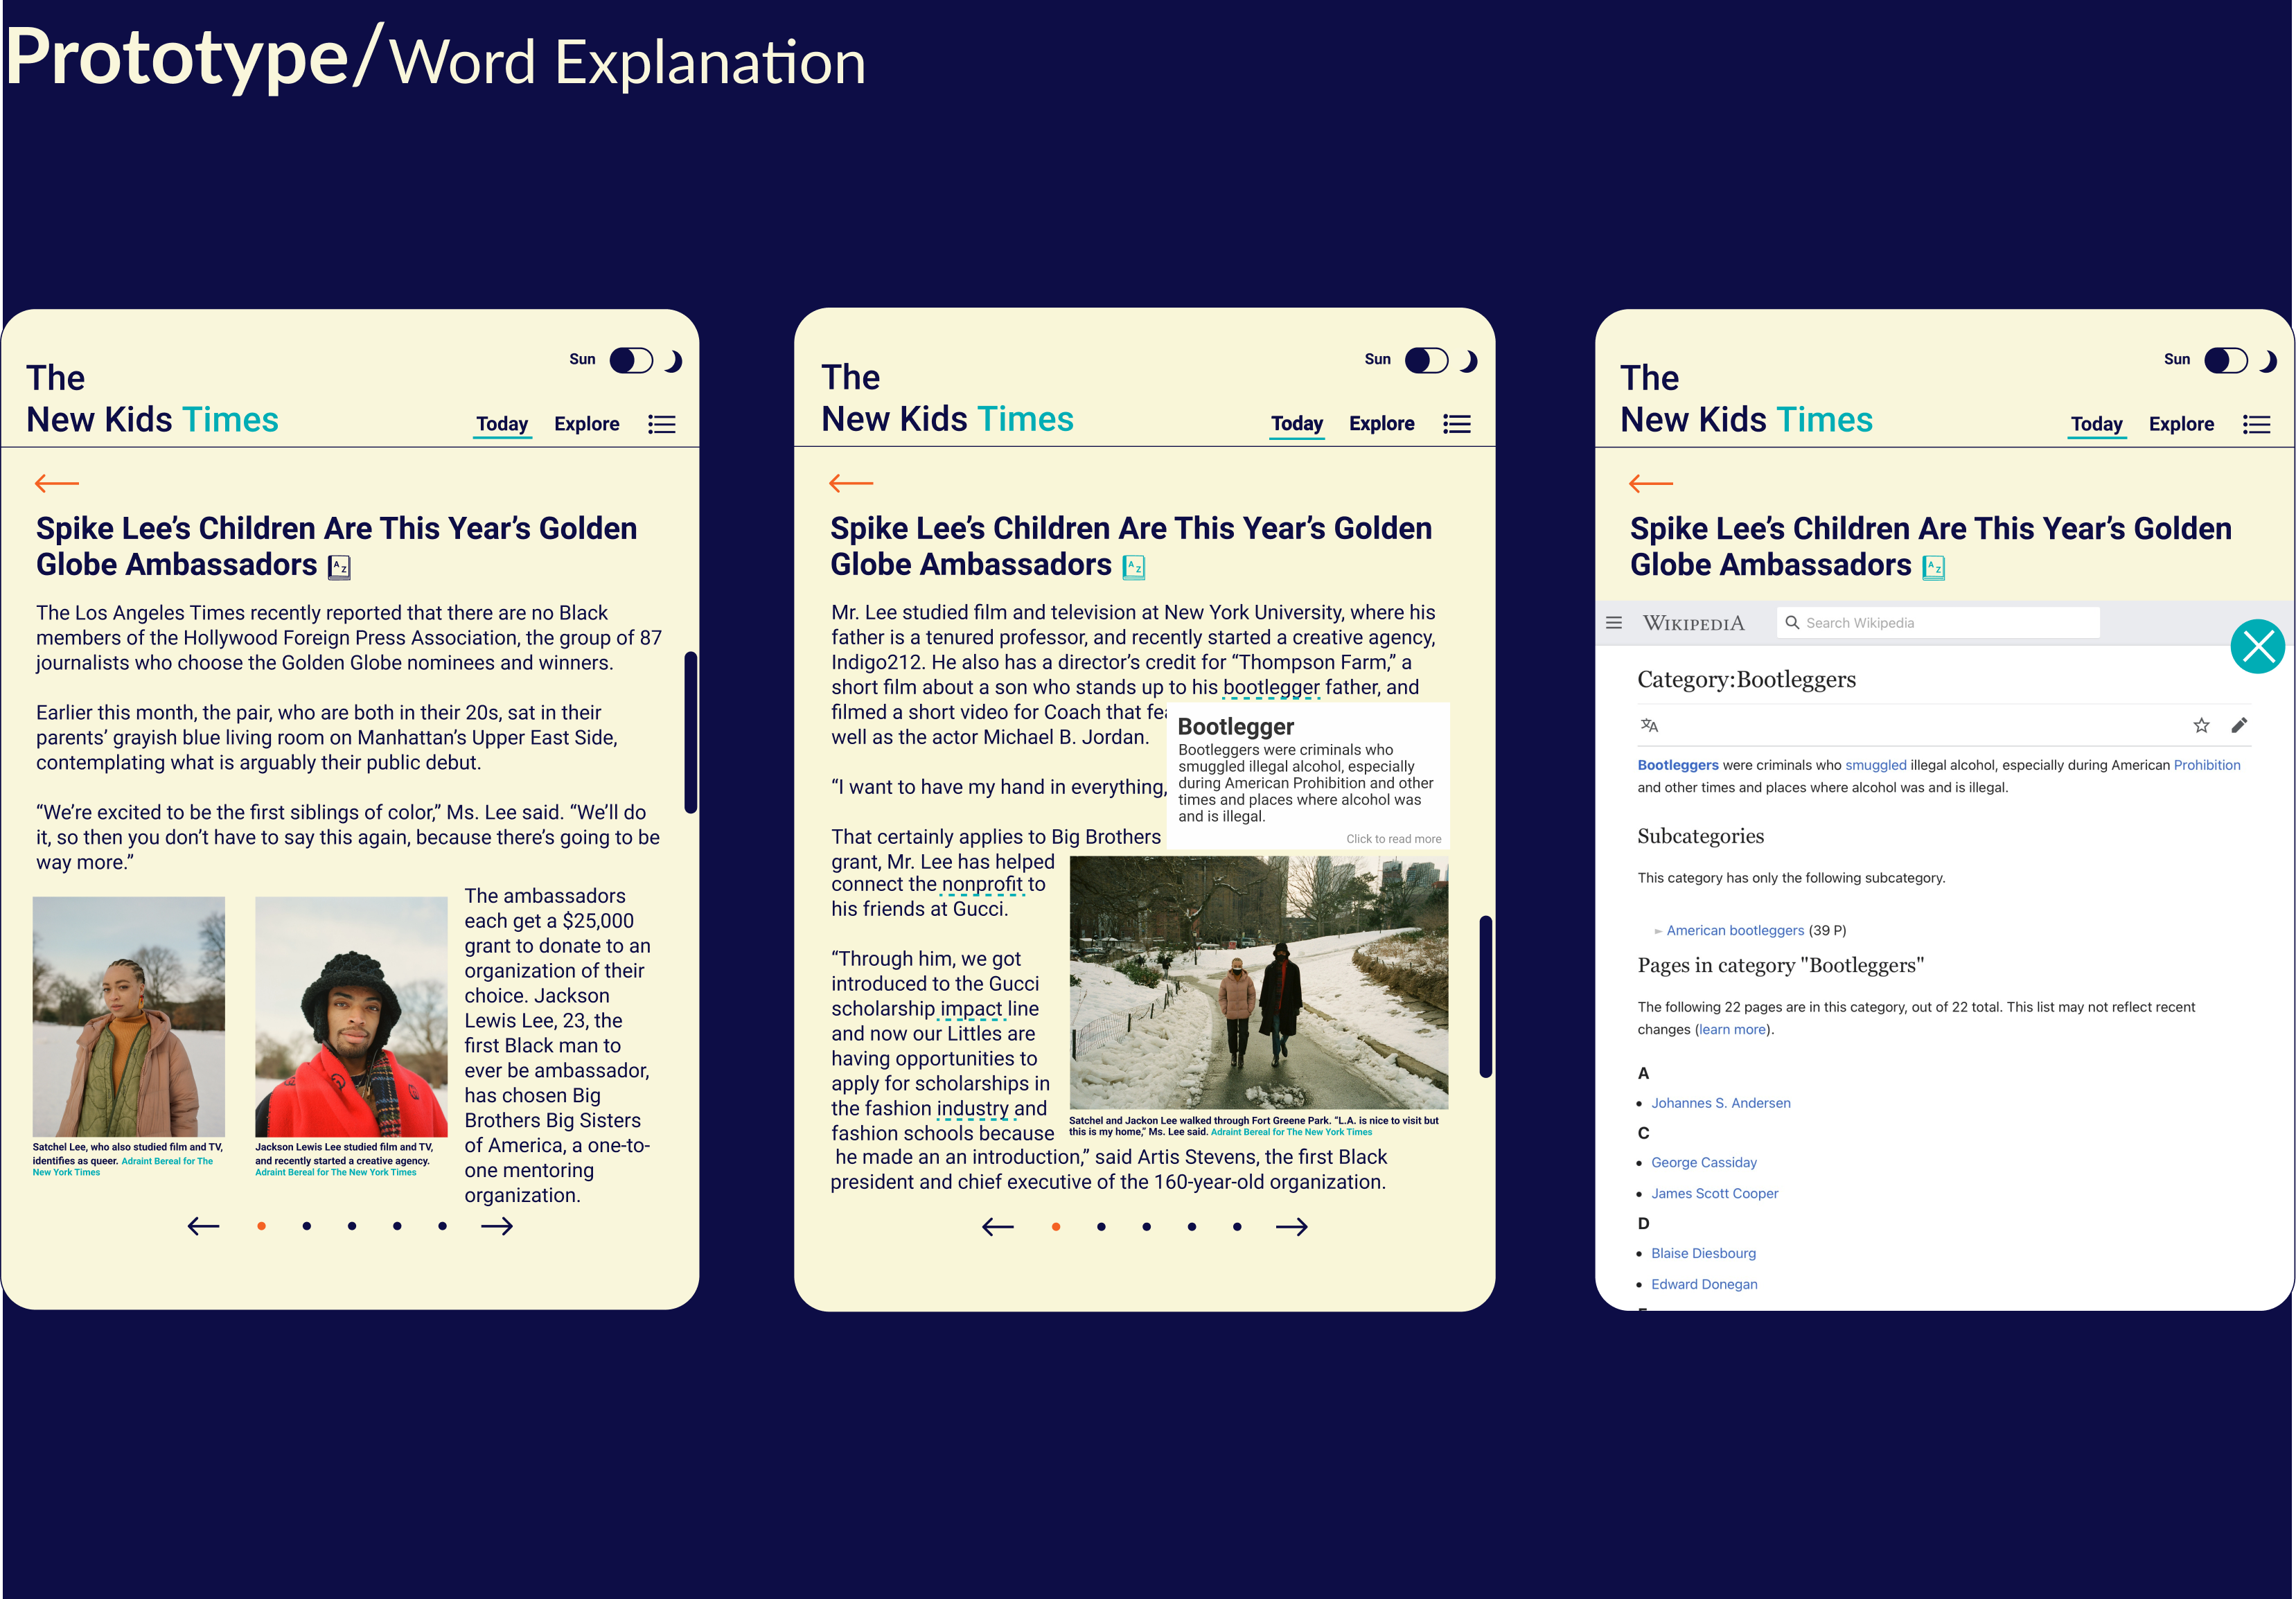 Prototype/Word Explanation
Sun
The
New Kids Times
Today Explore
Spike Lee’s Children Are This Year’s Golden
Globe Ambassadors
A Z
The Los Angeles Times recently reported that there are no Black
members of the Hollywood Foreign Press Association, the group of 87
journalists who choose the Golden Globe nominees and winners.
Earlier this month, the pair, who are both in their 20s, sat in their
parents’ grayish blue living room on Manhattan’s Upper East Side,
contemplating what is arguably their public debut.
“We’re excited to be the first siblings of color,” Ms. Lee said. “We’ll do
it, so then you don’t have to say this again, because there’s going to be
way more.”
The ambassadors
each get a $25,000
grant to donate to an
organization of their
choice. Jackson
Lewis Lee, 23, the
first Black man to
ever be ambassador,
has chosen Big
Brothers Big Sisters
of America, a one-to-
one mentoring
organization.
Satchel Lee, who also studied film and TV,
identifies as queer. Adraint Bereal for The
New York Times
Jackson Lewis Lee studied film and TV,
and recently started a creative agency.
Adraint Bereal for The New York Times
Sun
The
New Kids Times
Today Explore
Spike Lee’s Children Are This Year’s Golden
Globe Ambassadors
A Z
Mr. Lee studied film and television at New York University, where his
father is a tenured professor, and recently started a creative agency,
Indigo212. He also has a director’s credit for “Thompson Farm,” a
short film about a son who stands up to his bootlegger father, and
filmed a short video for Coach that fea
well as the actor Michael B. Jordan.
“I want to have my hand in everything,
That certainly applies to Big Brothers
grant, Mr. Lee has helped
connect the nonprofit to
his friends at Gucci.
“Through him, we got
introduced to the Gucci
scholarship impact line
and now our Littles are
having opportunities to
apply for scholarships in
the fashion industry and
fashion schools because
he made an an introduction,” said Artis Stevens, the first Black
president and chief executive of the 160-year-old organization.
Bootlegger
Bootleggers were criminals who
smuggled illegal alcohol, especially
during American Prohibition and other
times and places where alcohol was
and is illegal.
Click to read more
Satchel and Jackon Lee walked through Fort Greene Park. “L.A. is nice to visit but
this is my home,” Ms. Lee said. Adraint Bereal for The New York Times
Sun
The
New Kids Times
Today Explore
Spike Lee’s Children Are This Year’s Golden
Globe Ambassadors
A Z
WIKIPEDIA Search Wikipedia
Category:Bootleggers
Bootleggers were criminals who smuggled illegal alcohol, especially during American Prohibition
and other times and places where alcohol was and is illegal.
Subcategories
This category has only the following subcategory.
► American bootleggers (39 P)
Pages in category "Bootleggers"
The following 22 pages are in this category, out of 22 total. This list may not reflect recent
changes (learn more).
A
• Johannes S. Andersen
C
• George Cassiday
• James Scott Cooper
D
• Blaise Diesbourg
• Edward Donegan